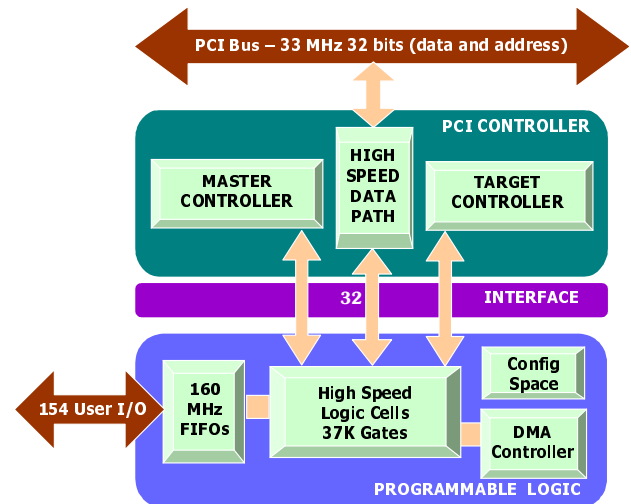 PCI Bus – 33 MHz 32 bits (data and address)
PCI CONTROLLER
HIGH
SPEED
DATA
PATH
MASTER
CONTROLLER
TARGET
CONTROLLER
32
INTERFACE
160
MHz
FIFOs
High Speed
Logic Cells
37K Gates
Config
Space
154 User I/O
DMA
Controller
PROGRAMMABLE LOGIC